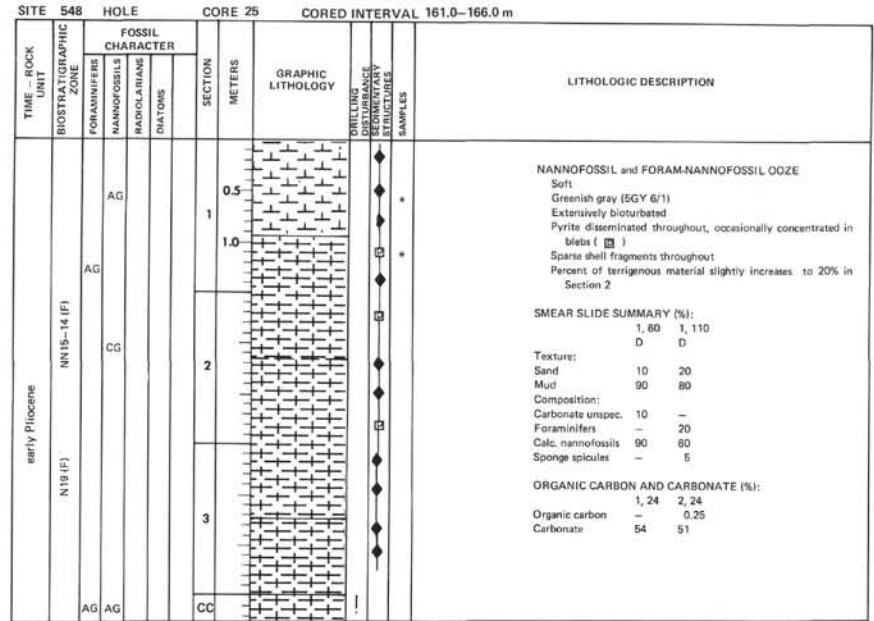 SITE 548 HOLE CORE 25 CORED INTERVAL 161.0–166.0 m
TIME – ROCK UNIT
BIOSTRATIGRAPHIC ZONE
FOSSIL CHARACTER
FORAMINIFERS
NANNOFOSSILS
RADIOLARIANS
DIATOMS
SECTION
METERS
GRAPHIC LITHOLOGY
DRILLING DISTURBANCE
SEDIMENTARY STRUCTURES
SAMPLES
LITHOLOGIC DESCRIPTION
early Pliocene
NN15–14 (F)
N19 (F)
AG
AG
CG
AG AG
0.5
1
1.0
2
3
CC
*
*
NANNOFOSSIL and FORAM-NANNOFOSSIL OOZE
Soft
Greenish gray (5GY 6/1)
Extensively bioturbated
Pyrite disseminated throughout, occasionally concentrated in
blebs ( )
Sparse shell fragments throughout
Percent of terrigenous material slightly increases to 20% in
Section 2
SMEAR SLIDE SUMMARY (%):
1, 60 1, 110
D D
Texture:
Sand 10 20
Mud 90 80
Composition:
Carbonate unspec. 10 –
Foraminifers – 20
Calc. nannofossils 90 60
Sponge spicules – 5
ORGANIC CARBON AND CARBONATE (%):
1, 24 2, 24
Organic carbon – 0.25
Carbonate 54 51